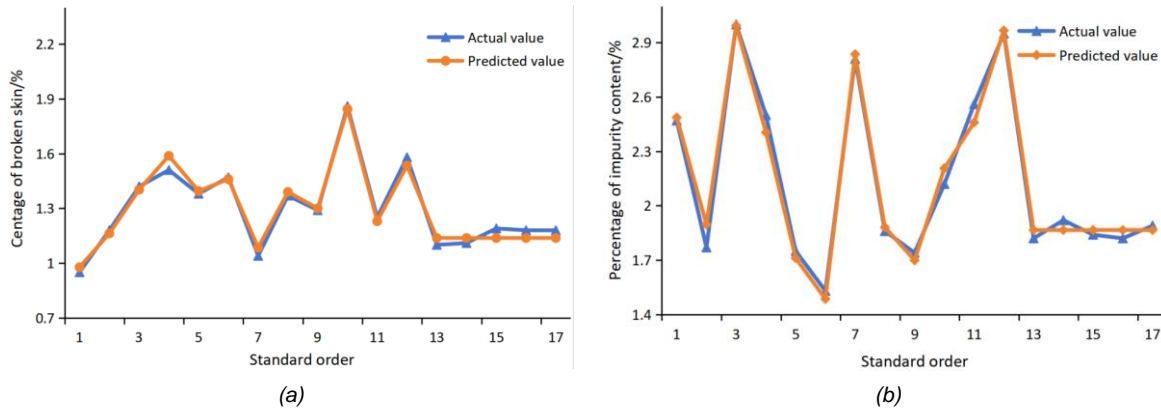 Centage of broken skin/%
2.2
1.9
1.6
1.3
1
0.7
Actual value
Predicted value
1 3 5 7 9 11 13 15 17
Standard order
(a)
Percentage of impurity content/%
2.9
2.6
2.3
2
1.7
1.4
Actual value
Predicted value
1 3 5 7 9 11 13 15 17
Standard order
(b)